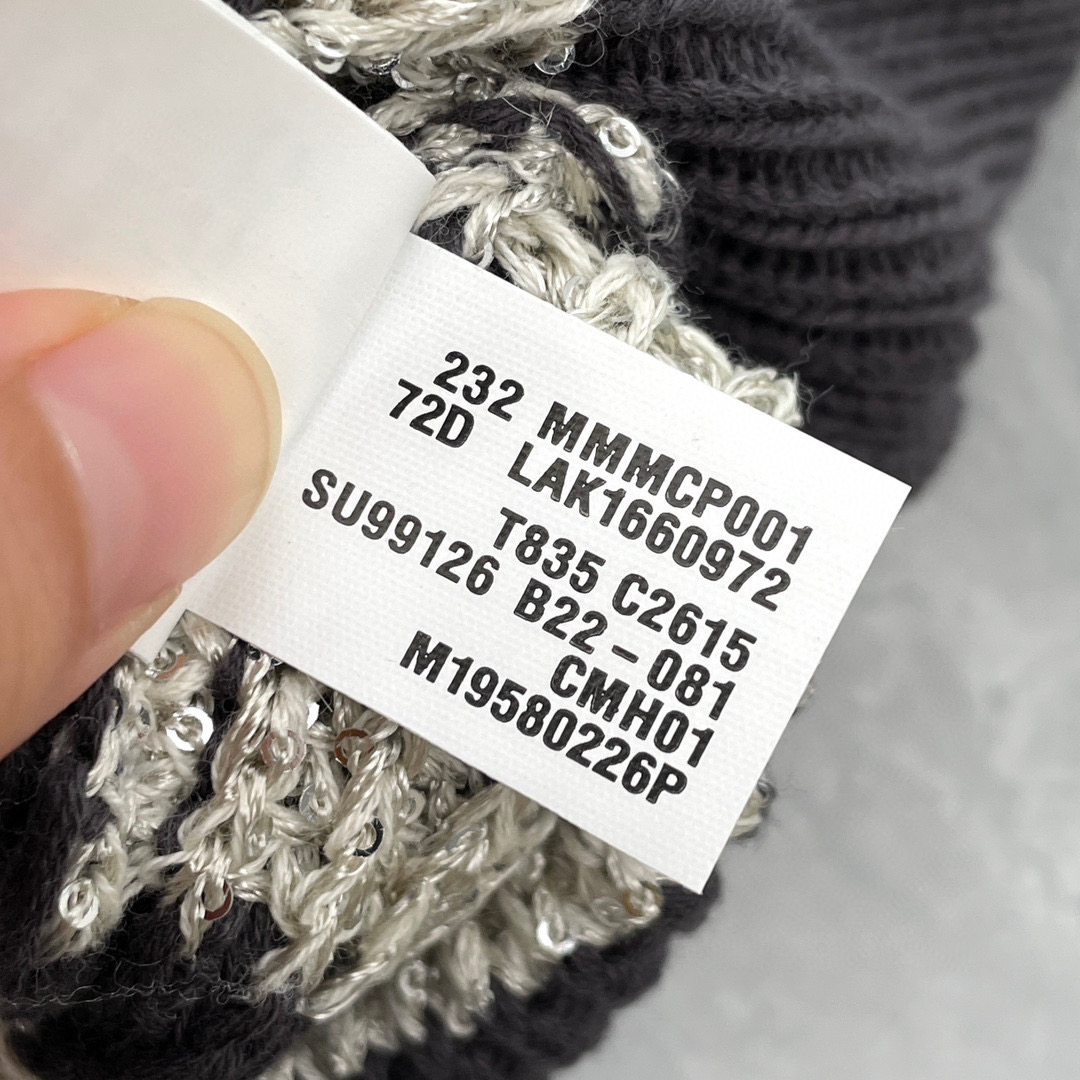 232 MMMCP001
72D LAK1660972
T835 C2615
SU99126 B22-081
CMH01
M19580226P